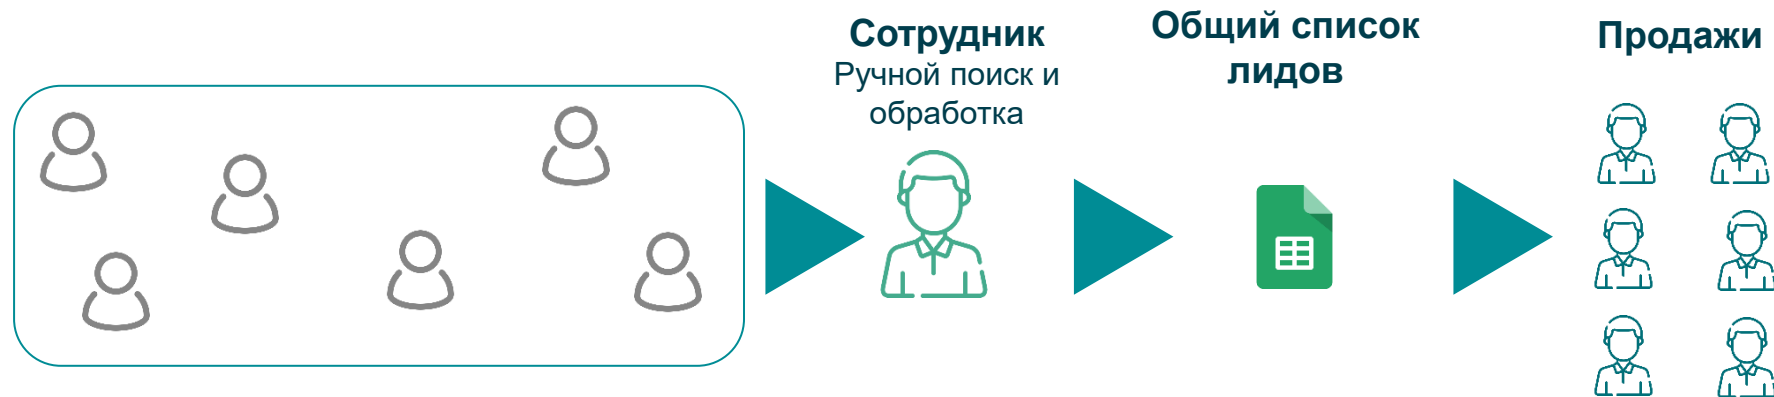 Сотрудник
Ручной поиск и
обработка
Общий список
лидов
Продажи